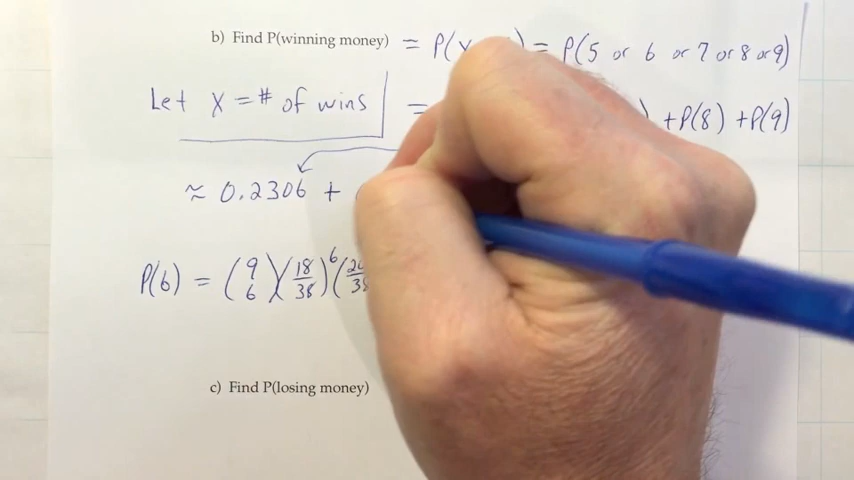 b) Find P(winning money) = P(X ) = P(5 or 6 or 7 or 8 or 9)
Let X = # of wins = ) + P(8) + P(9)
≈ 0.2306 +
P(6) = (9 6)(18/38)^6(
c) Find P(losing money)